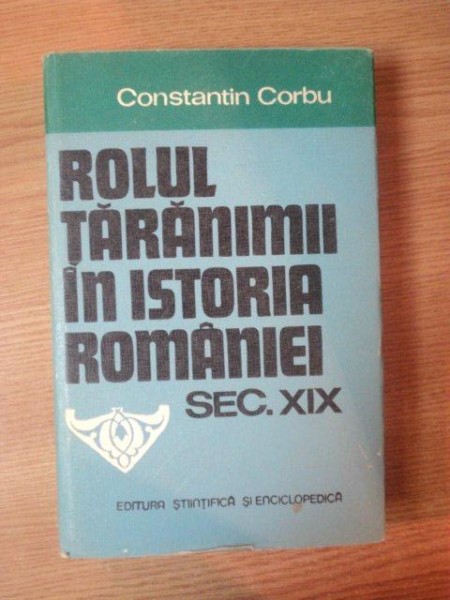 Constantin Corbu
ROLUL
ȚĂRĂNIMII
ÎN ISTORIA
ROMÂNIEI
SEC. XIX
EDITURA ȘTIINȚIFICĂ ȘI ENCICLOPEDICĂ